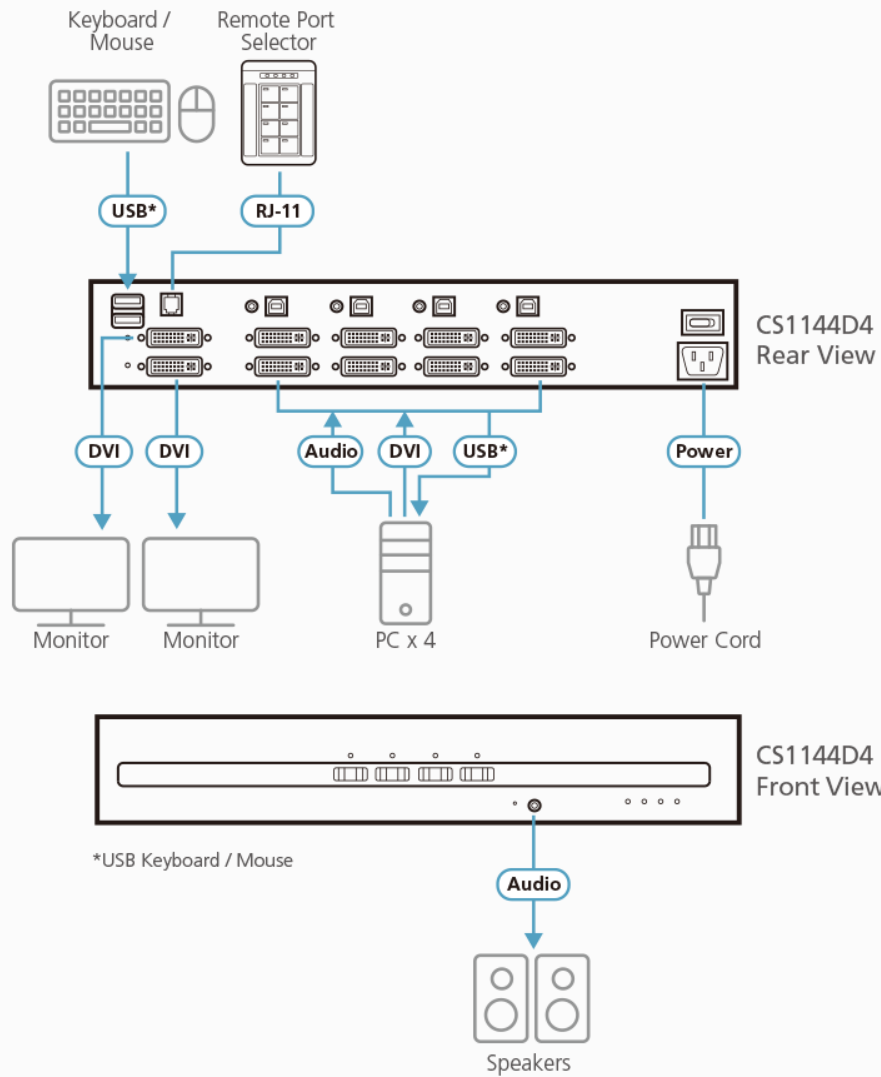 Keyboard /
Mouse
Remote Port
Selector
USB*
RJ-11
CS1144D4
Rear View
DVI
DVI
Audio
DVI
USB*
Power
Monitor
Monitor
PC x 4
Power Cord
CS1144D4
Front View
*USB Keyboard / Mouse
Audio
Speakers